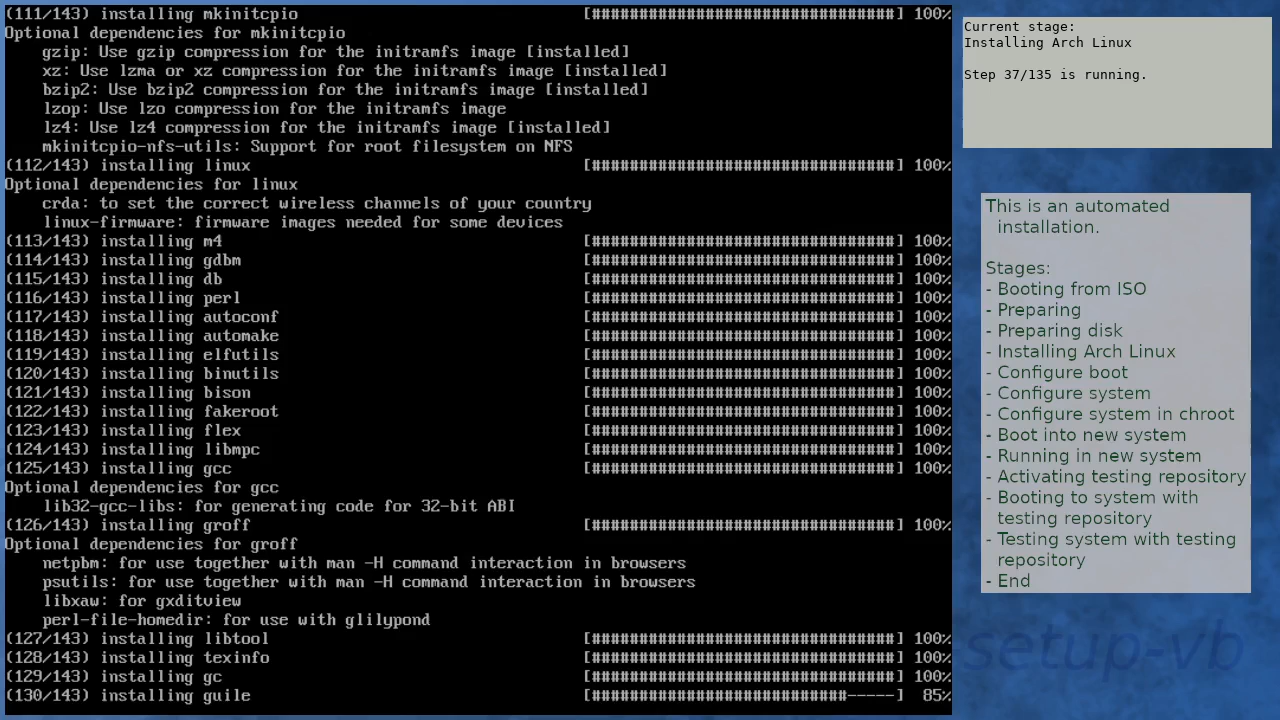 (111/143) installing mkinitcpio [################################] 100%
Optional dependencies for mkinitcpio
gzip: Use gzip compression for the initramfs image [installed]
xz: Use lzma or xz compression for the initramfs image [installed]
bzip2: Use bzip2 compression for the initramfs image [installed]
lzop: Use lzo compression for the initramfs image
lz4: Use lz4 compression for the initramfs image [installed]
mkinitcpio-nfs-utils: Support for root filesystem on NFS
(112/143) installing linux [################################] 100%
Optional dependencies for linux
crda: to set the correct wireless channels of your country
linux-firmware: firmware images needed for some devices
(113/143) installing m4 [################################] 100%
(114/143) installing gdbm [################################] 100%
(115/143) installing db [################################] 100%
(116/143) installing perl [################################] 100%
(117/143) installing autoconf [################################] 100%
(118/143) installing automake [################################] 100%
(119/143) installing elfutils [################################] 100%
(120/143) installing binutils [################################] 100%
(121/143) installing bison [################################] 100%
(122/143) installing fakeroot [################################] 100%
(123/143) installing flex [################################] 100%
(124/143) installing libmpc [################################] 100%
(125/143) installing gcc [################################] 100%
Optional dependencies for gcc
lib32-gcc-libs: for generating code for 32-bit ABI
(126/143) installing groff [################################] 100%
Optional dependencies for groff
netpbm: for use together with man -H command interaction in browsers
psutils: for use together with man -H command interaction in browsers
libxaw: for gxditview
perl-file-homedir: for use with glilypond
(127/143) installing libtool [################################] 100%
(128/143) installing texinfo [################################] 100%
(129/143) installing gc [################################] 100%
(130/143) installing guile [###########################-----] 85%
Current stage:
Installing Arch Linux
Step 37/135 is running.
This is an automated
installation.
Stages:
- Booting from ISO
- Preparing
- Preparing disk
- Installing Arch Linux
- Configure boot
- Configure system
- Configure system in chroot
- Boot into new system
- Running in new system
- Activating testing repository
- Booting to system with
testing repository
- Testing system with testing
repository
- End
setup-vb